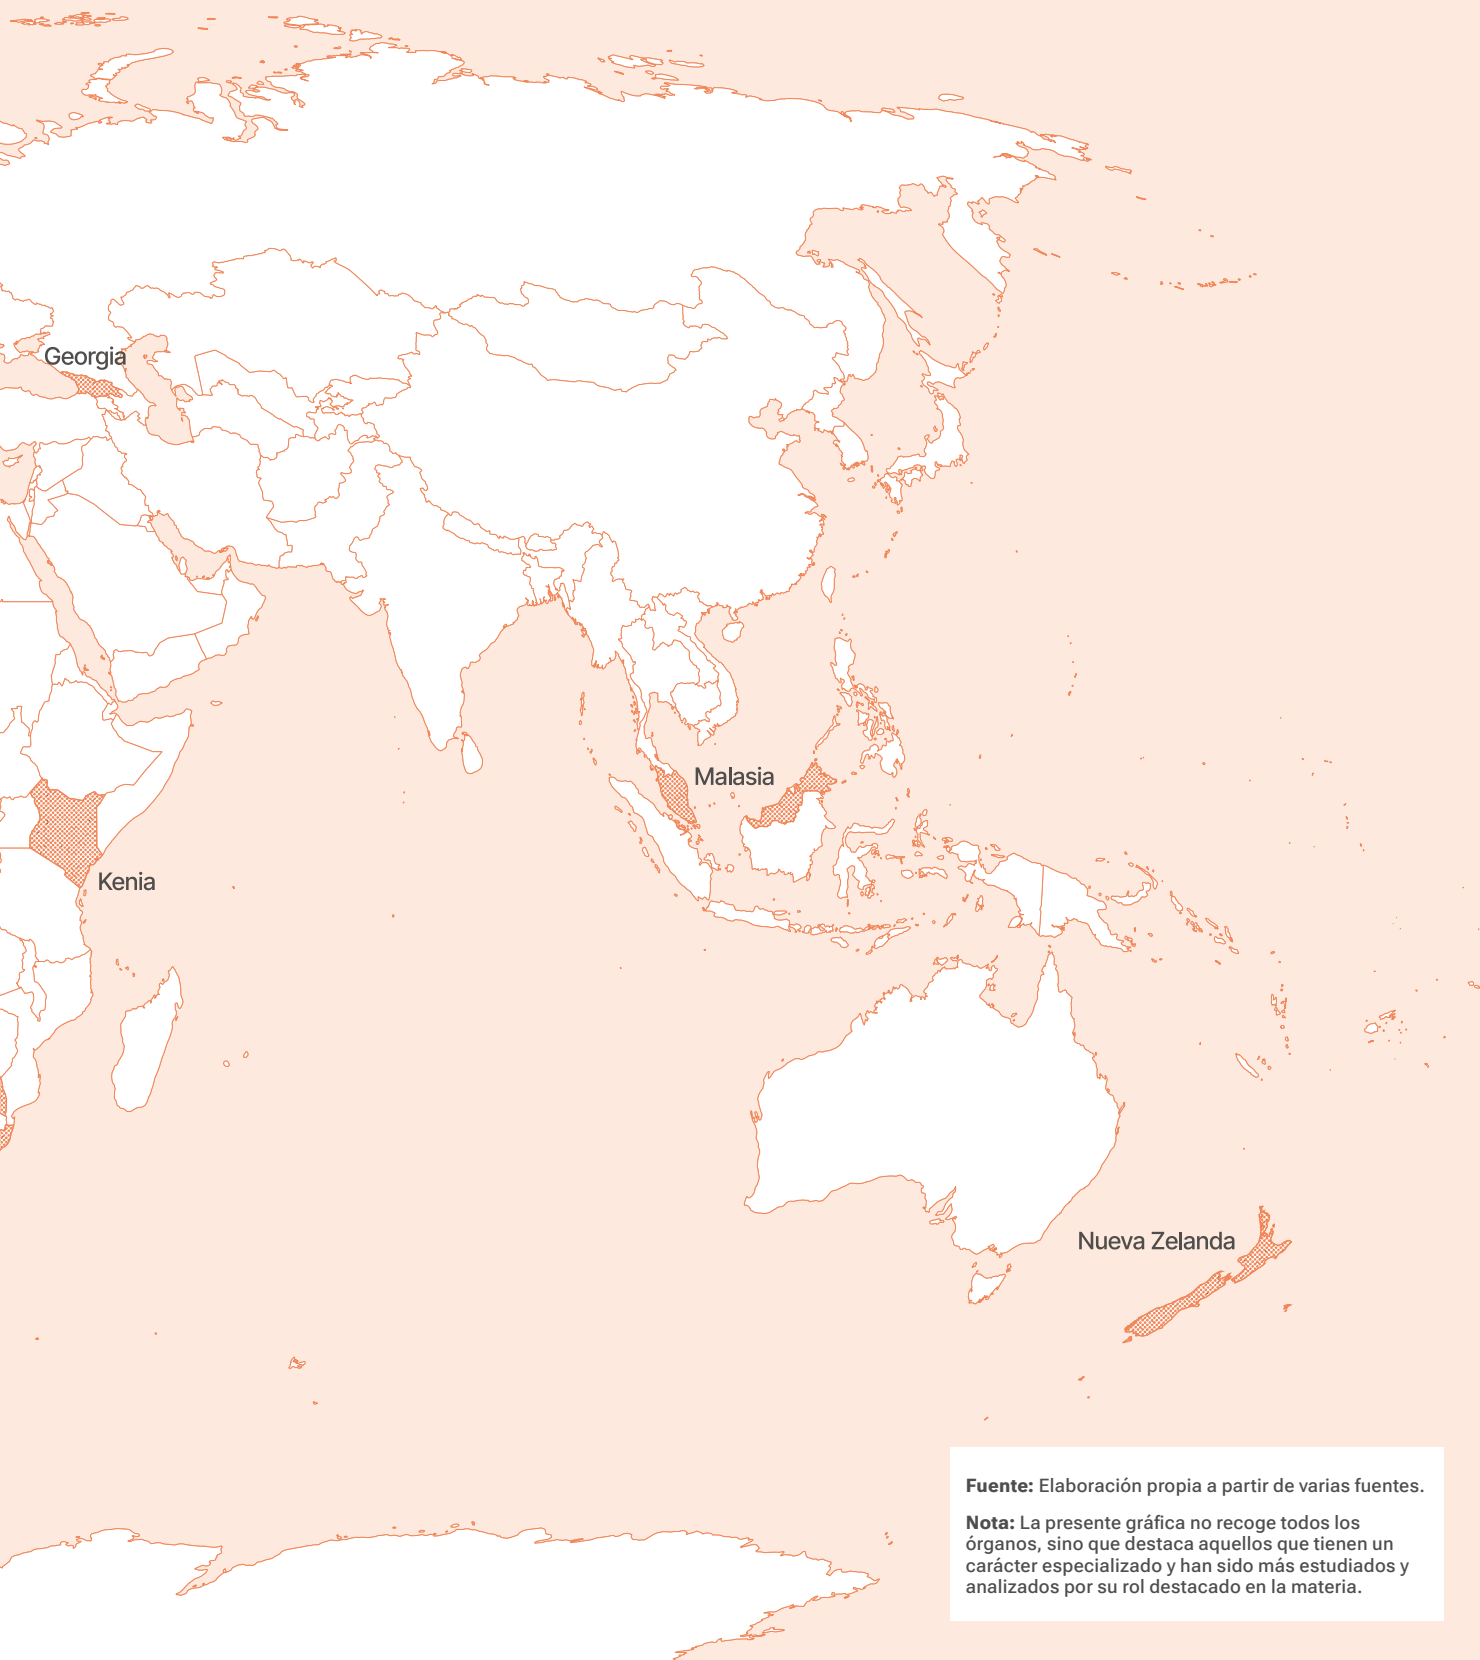 Georgia
Malasia
Kenia
Nueva Zelanda
Fuente: Elaboración propia a partir de varias fuentes.
Nota: La presente gráfica no recoge todos los
órganos, sino que destaca aquellos que tienen un
carácter especializado y han sido más estudiados y
analizados por su rol destacado en la materia.